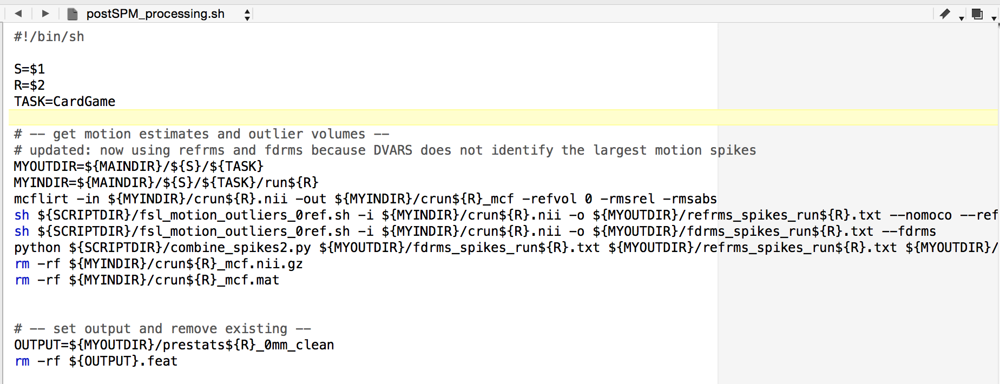 postSPM_processing.sh
#!/bin/sh
S=$1
R=$2
TASK=CardGame
# -- get motion estimates and outlier volumes --
# updated: now using refrms and fdrms because DVARS does not identify the largest motion spikes
MYOUTDIR=${MAINDIR}/${S}/${TASK}
MYINDIR=${MAINDIR}/${S}/${TASK}/run${R}
mcflirt -in ${MYINDIR}/crun${R}.nii -out ${MYINDIR}/crun${R}_mcf -refvol 0 -rmsrel -rmsabs
sh ${SCRIPTDIR}/fsl_motion_outliers_0ref.sh -i ${MYINDIR}/crun${R}.nii -o ${MYOUTDIR}/refrms_spikes_run${R}.txt --nomoco --ref
sh ${SCRIPTDIR}/fsl_motion_outliers_0ref.sh -i ${MYINDIR}/crun${R}.nii -o ${MYOUTDIR}/fdrms_spikes_run${R}.txt --fdrms
python ${SCRIPTDIR}/combine_spikes2.py ${MYOUTDIR}/fdrms_spikes_run${R}.txt ${MYOUTDIR}/refrms_spikes_run${R}.txt ${MYOUTDIR}/
rm -rf ${MYINDIR}/crun${R}_mcf.nii.gz
rm -rf ${MYINDIR}/crun${R}_mcf.mat
# -- set output and remove existing --
OUTPUT=${MYOUTDIR}/prestats${R}_0mm_clean
rm -rf ${OUTPUT}.feat